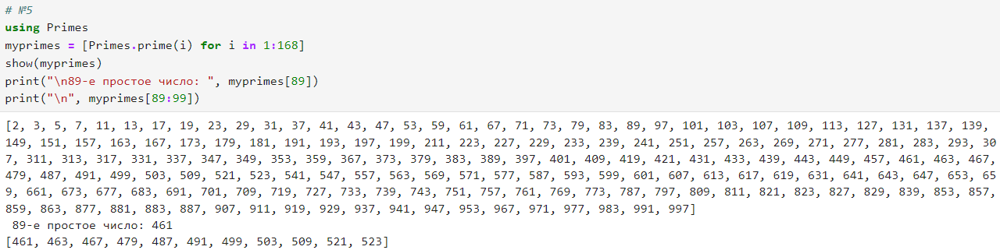 # №5
using Primes
myprimes = [Primes.prime(i) for i in 1:168]
show(myprimes)
print("\n89-е простое число: ", myprimes[89])
print("\n", myprimes[89:99])
[2, 3, 5, 7, 11, 13, 17, 19, 23, 29, 31, 37, 41, 43, 47, 53, 59, 61, 67, 71, 73, 79, 83, 89, 97, 101, 103, 107, 109, 113, 127, 131, 137, 139,
149, 151, 157, 163, 167, 173, 179, 181, 191, 193, 197, 199, 211, 223, 227, 229, 233, 239, 241, 251, 257, 263, 269, 271, 277, 281, 283, 293, 30
7, 311, 313, 317, 331, 337, 347, 349, 353, 359, 367, 373, 379, 383, 389, 397, 401, 409, 419, 421, 431, 433, 439, 443, 449, 457, 461, 463, 467,
479, 487, 491, 499, 503, 509, 521, 523, 541, 547, 557, 563, 569, 571, 577, 587, 593, 599, 601, 607, 613, 617, 619, 631, 641, 643, 647, 653, 65
9, 661, 673, 677, 683, 691, 701, 709, 719, 727, 733, 739, 743, 751, 757, 761, 769, 773, 787, 797, 809, 811, 821, 823, 827, 829, 839, 853, 857,
859, 863, 877, 881, 883, 887, 907, 911, 919, 929, 937, 941, 947, 953, 967, 971, 977, 983, 991, 997]
89-е простое число: 461
[461, 463, 467, 479, 487, 491, 499, 503, 509, 521, 523]